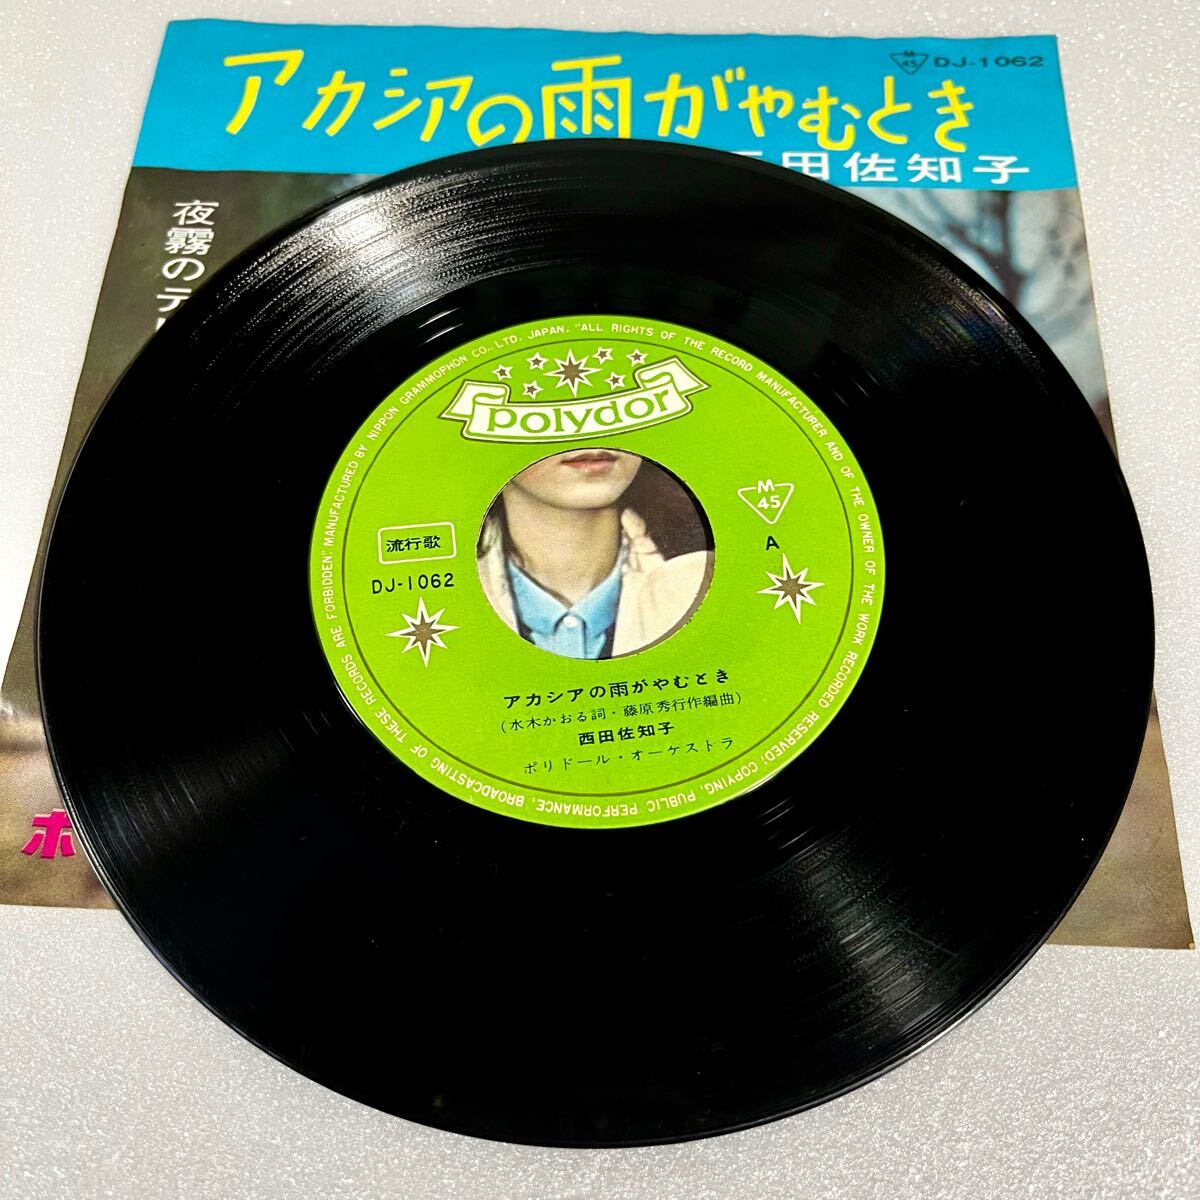 アカシアの雨がやむとき
M 45 DJ-1062
田佐知子
夜霧のテ
ポ
MANUFACTURED BY NIPPON GRAMMOPHON CO., LTD. JAPAN. "ALL RIGHTS OF THE RECORD MANUFACTURER AND OF THE OWNER OF THE WORK RECORDED RESERVED; COPYING, PUBLIC PERFORMANCE, BROADCASTING OF THESE RECORDS ARE FORBIDDEN".
polydor
流行歌
DJ-1062
M 45
A
アカシアの雨がやむとき
(水木かおる詞・藤原秀行作編曲)
西田佐知子
ポリドール・オーケストラ